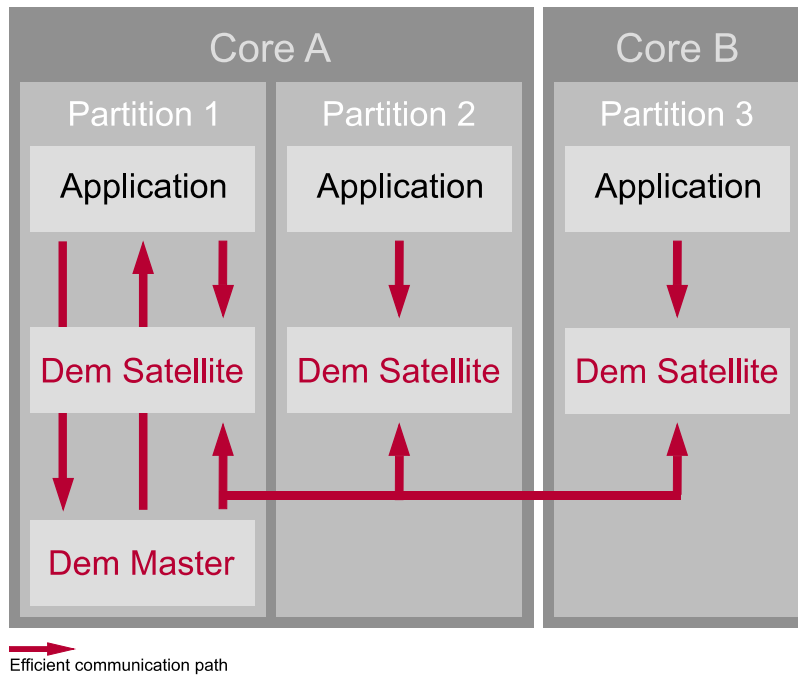 Core A
Core B
Partition 1
Partition 2
Partition 3
Application
Application
Application
Dem Satellite
Dem Satellite
Dem Satellite
Dem Master
Efficient communication path